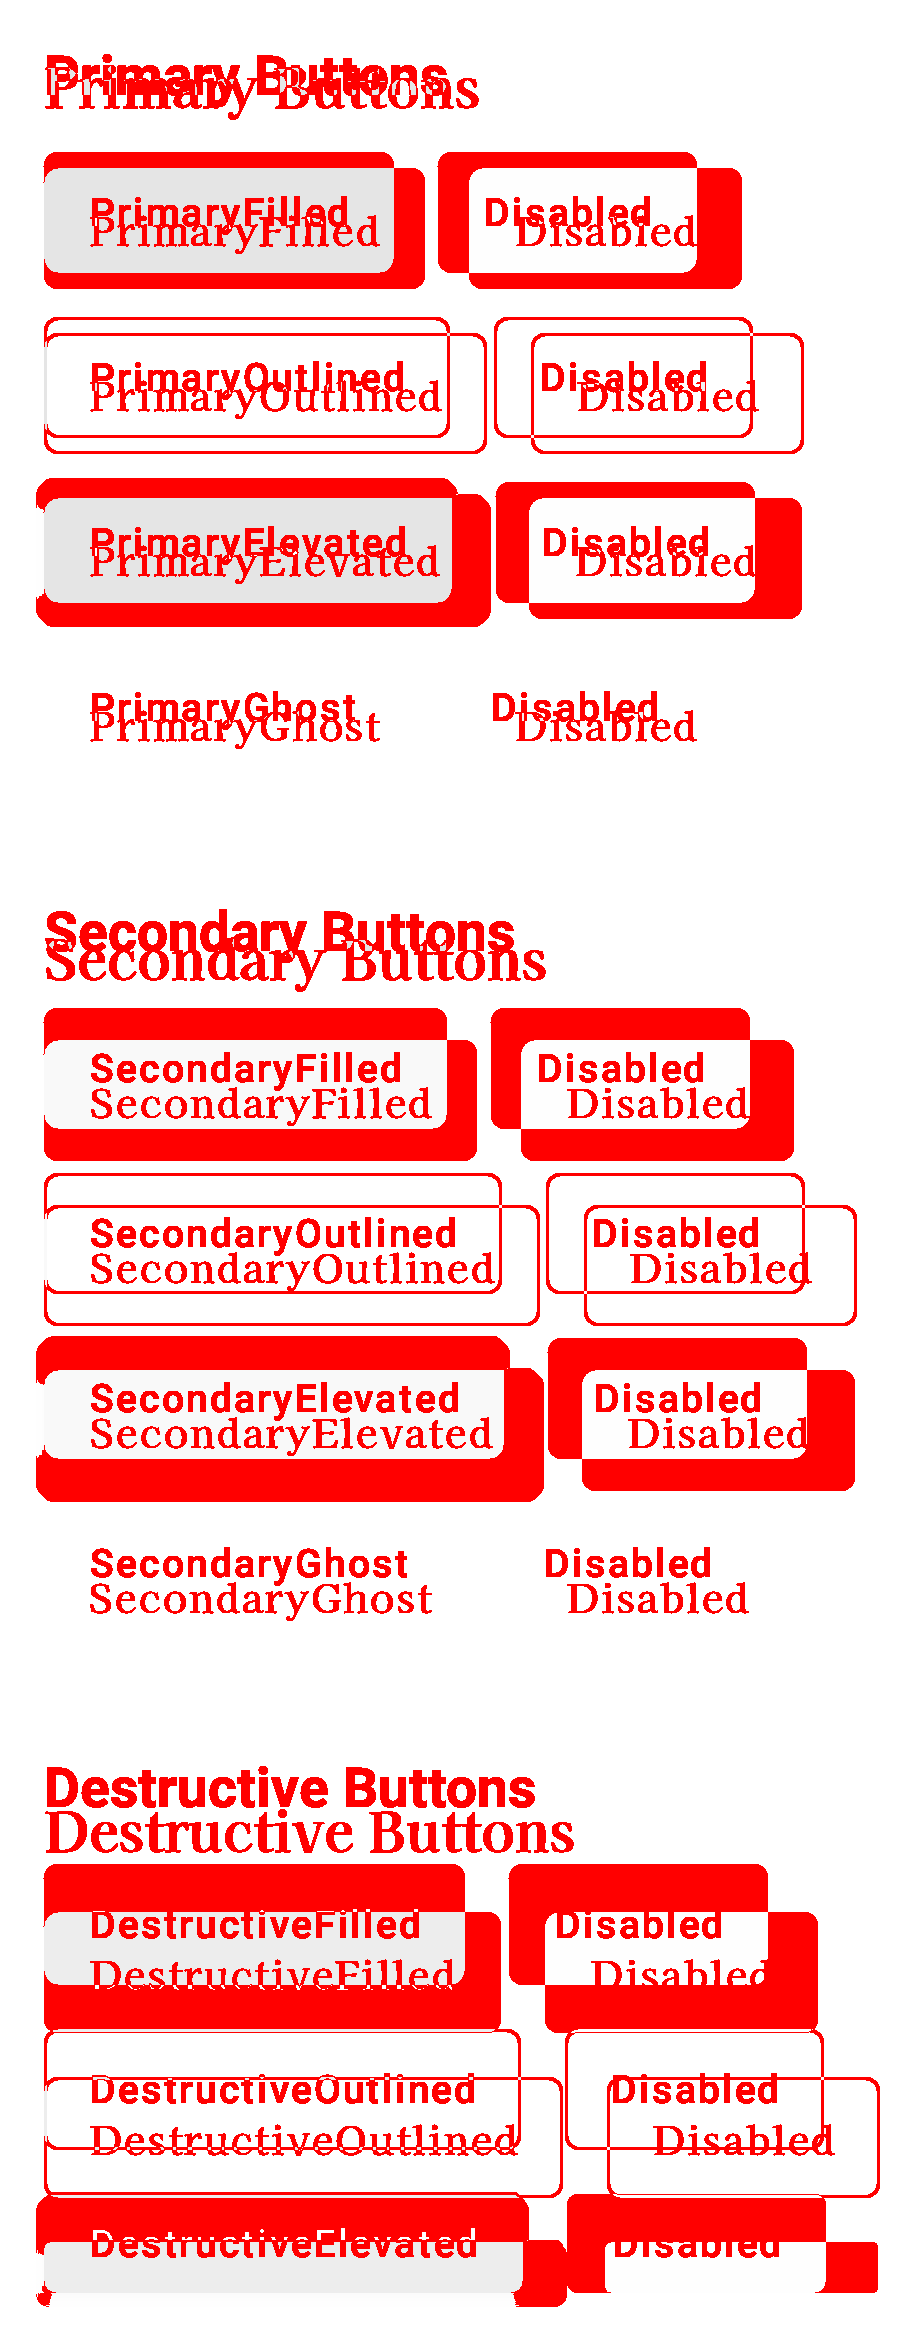 Primary Buttons
Primary Buttons
PrimaryFilled Disabled
PrimaryFilled Disabled
PrimaryOutlined Disabled
PrimaryOutlined Disabled
PrimaryElevated Disabled
PrimaryElevated Disabled
PrimaryGhost Disabled
PrimaryGhost Disabled
Secondary Buttons
Secondary Buttons
SecondaryFilled Disabled
SecondaryFilled Disabled
SecondaryOutlined Disabled
SecondaryOutlined Disabled
SecondaryElevated Disabled
SecondaryElevated Disabled
SecondaryGhost Disabled
SecondaryGhost Disabled
Destructive Buttons
Destructive Buttons
DestructiveFilled Disabled
DestructiveFilled Disabled
DestructiveOutlined Disabled
DestructiveOutlined Disabled
DestructiveElevated Disabled